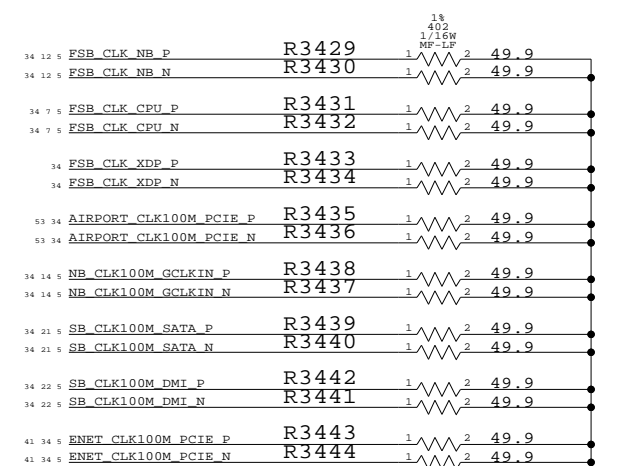 1%
402
1/16W
MF-LF
34 12 5 FSB_CLK_NB_P R3429 1 2 49.9
34 12 5 FSB_CLK_NB_N R3430 1 2 49.9
34 7 5 FSB_CLK_CPU_P R3431 1 2 49.9
34 7 5 FSB_CLK_CPU_N R3432 1 2 49.9
34 FSB_CLK_XDP_P R3433 1 2 49.9
34 FSB_CLK_XDP_N R3434 1 2 49.9
53 34 AIRPORT_CLK100M_PCIE_P R3435 1 2 49.9
53 34 AIRPORT_CLK100M_PCIE_N R3436 1 2 49.9
34 14 5 NB_CLK100M_GCLKIN_P R3438 1 2 49.9
34 14 5 NB_CLK100M_GCLKIN_N R3437 1 2 49.9
34 21 5 SB_CLK100M_SATA_P R3439 1 2 49.9
34 21 5 SB_CLK100M_SATA_N R3440 1 2 49.9
34 22 5 SB_CLK100M_DMI_P R3442 1 2 49.9
34 22 5 SB_CLK100M_DMI_N R3441 1 2 49.9
41 34 5 ENET_CLK100M_PCIE_P R3443 1 2 49.9
41 34 5 ENET_CLK100M_PCIE_N R3444 1 2 49.9